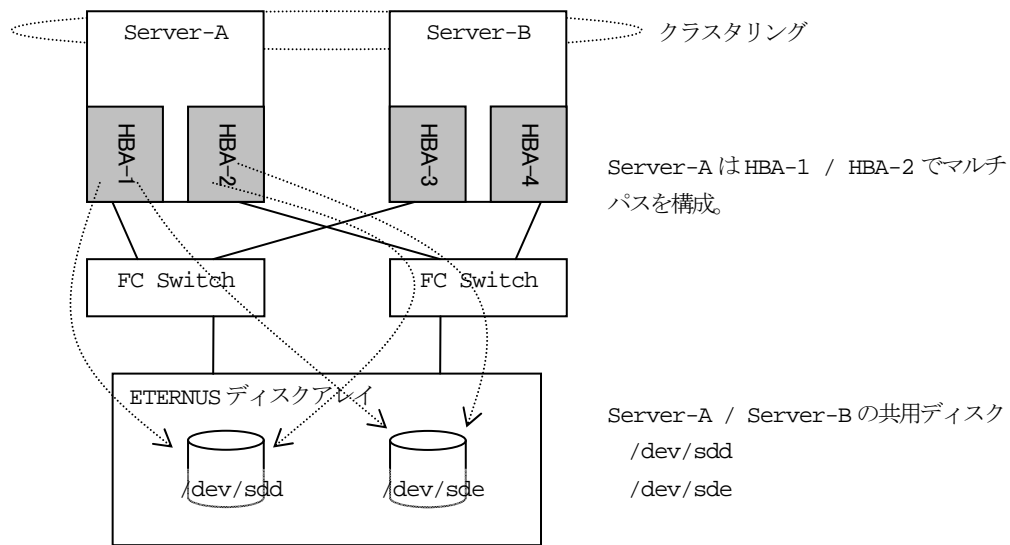 Server-A
Server-B
クラスタリング
HBA-1
HBA-2
HBA-3
HBA-4
Server-A は HBA-1 / HBA-2 でマルチ
パスを構成。
FC Switch
FC Switch
ETERNUS ディスクアレイ
Server-A / Server-B の共用ディスク
/dev/sdd
/dev/sde
/dev/sdd
/dev/sde